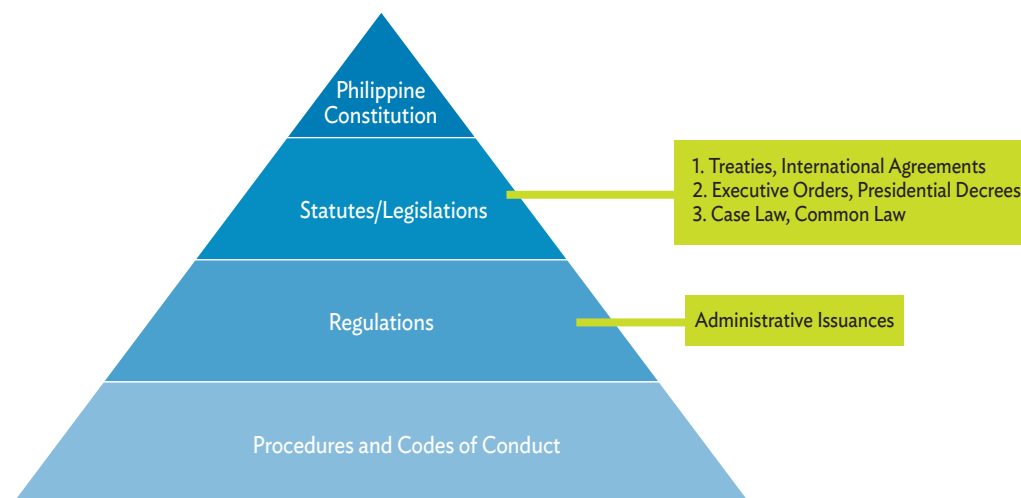 Philippine
Constitution
Statutes/Legislations
1. Treaties, International Agreements
2. Executive Orders, Presidential Decrees
3. Case Law, Common Law
Regulations
Administrative Issuances
Procedures and Codes of Conduct